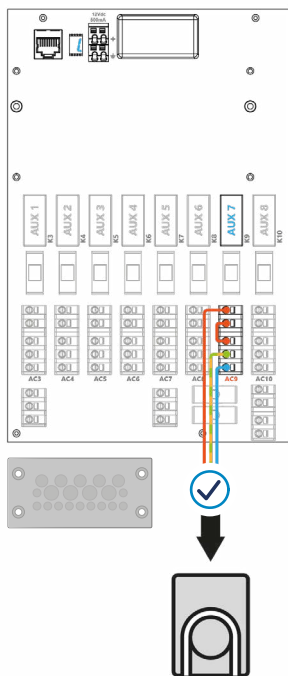 12Vdc
500mA
AUX 1
AUX 2
AUX 3
AUX 4
AUX 5
AUX 6
AUX 7
AUX 8
K3
K4
K5
K6
K7
K8
K9
K10
AC3
AC4
AC5
AC6
AC7
AC8
AC9
AC10